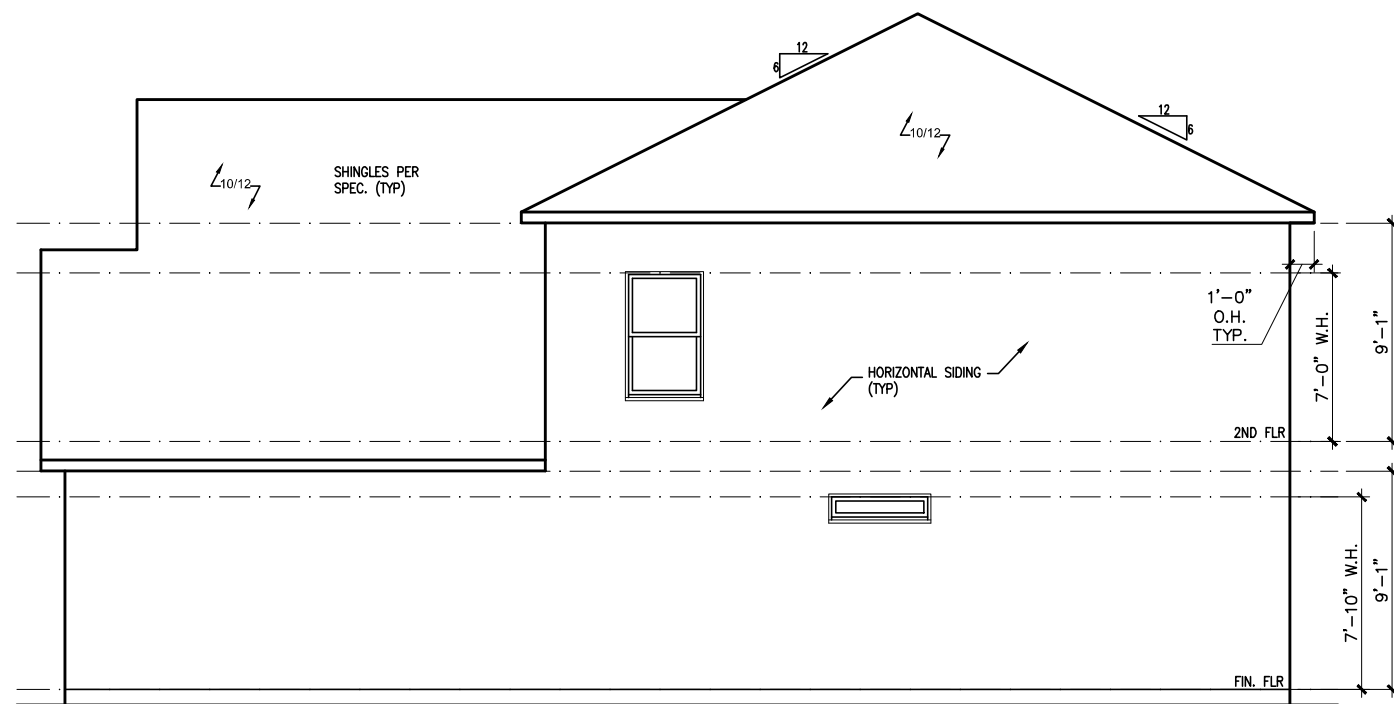 12
6
12
6
10/12
10/12
SHINGLES PER
SPEC. (TYP)
1'-0"
O.H.
TYP.
7'-0" W.H.
9'-1"
HORIZONTAL SIDING
(TYP)
2ND FLR
7'-10" W.H.
9'-1"
FIN. FLR